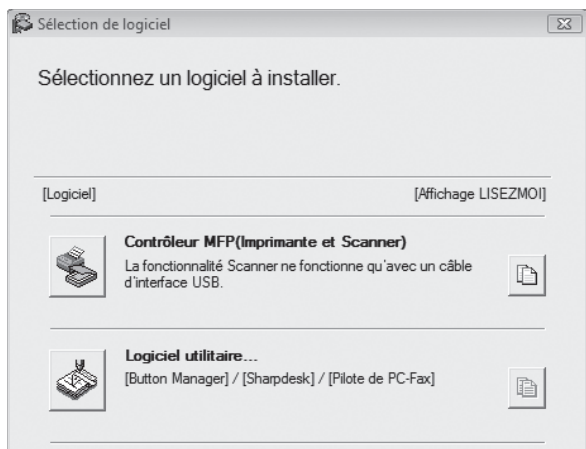 Sélection de logiciel
Sélectionnez un logiciel à installer.
[Logiciel] [Affichage LISEZMOI]
Contrôleur MFP(Imprimante et Scanner)
La fonctionnalité Scanner ne fonctionne qu'avec un câble
d'interface USB.
Logiciel utilitaire...
[Button Manager] / [Sharpdesk] / [Pilote de PC-Fax]